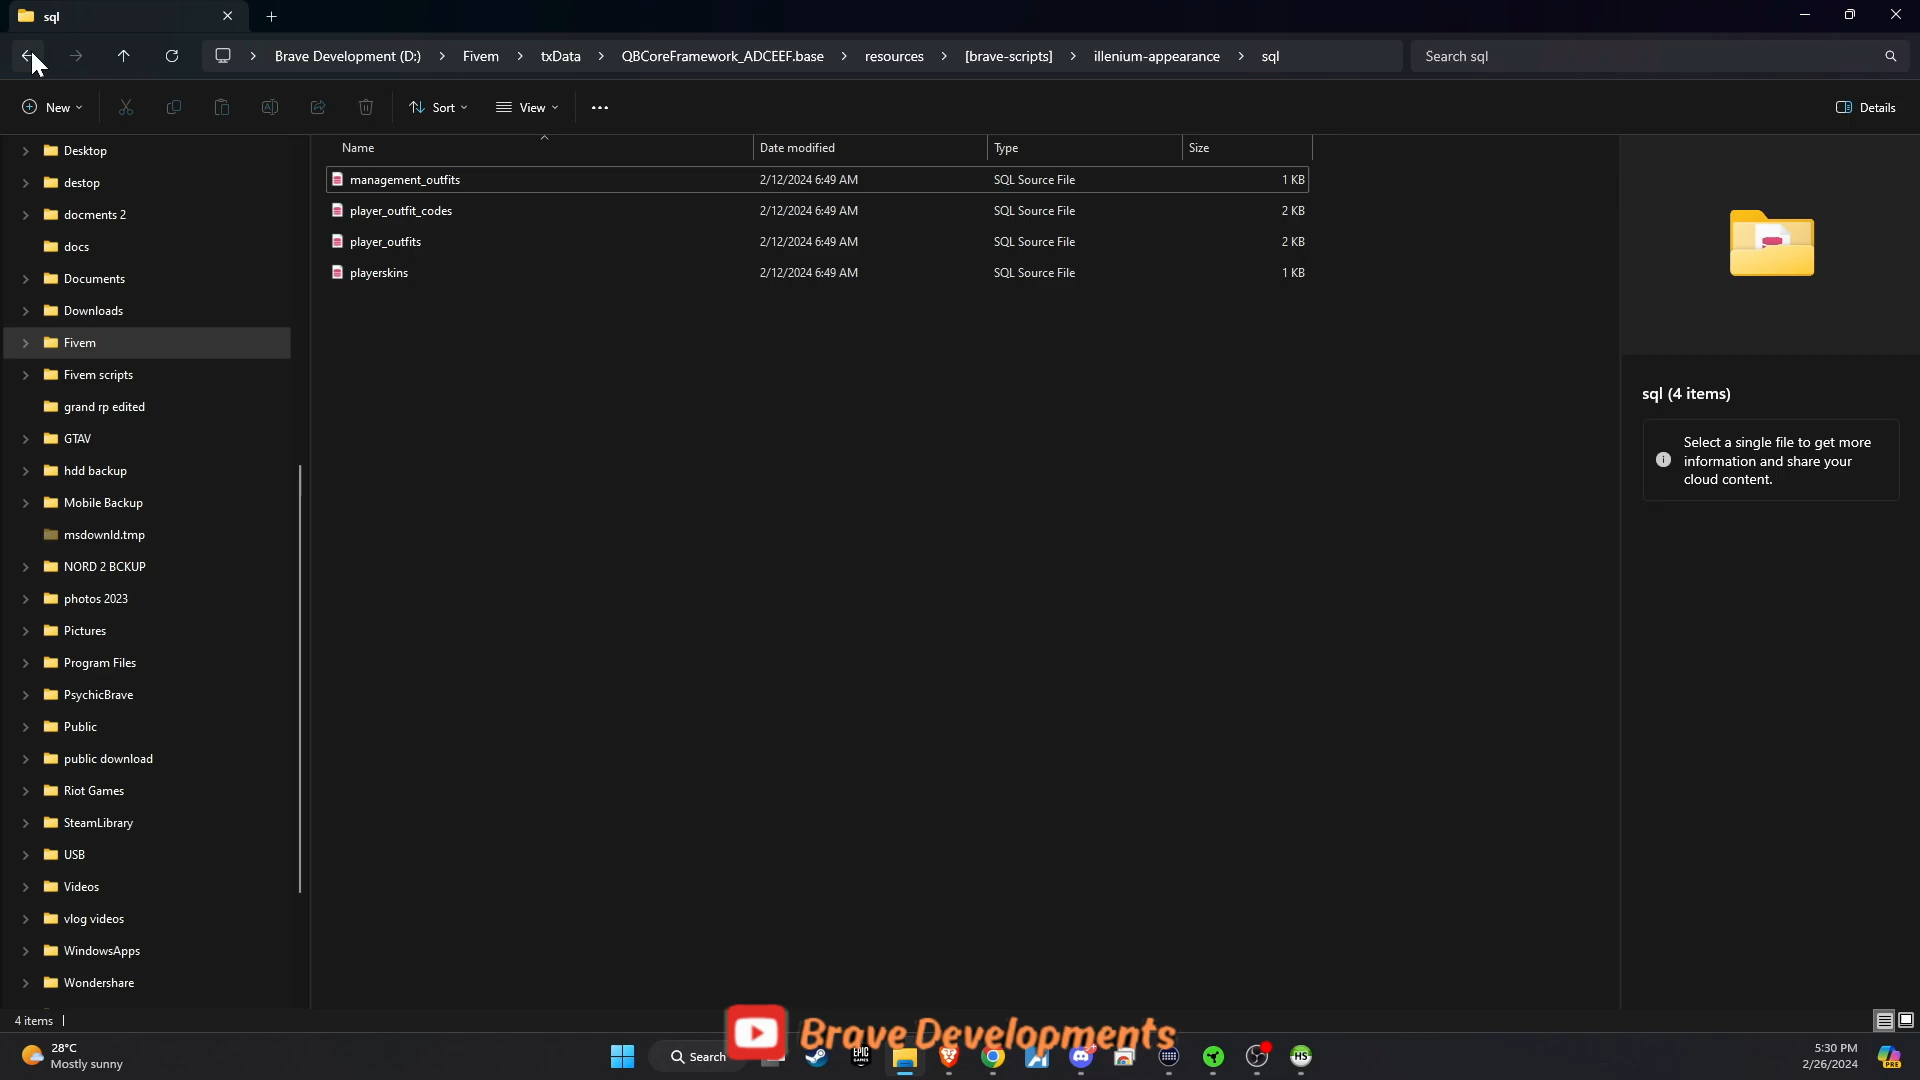 sql
Brave Development (D:) > Fivem > txData > QBCoreFramework_ADCEEF.base > resources > [brave-scripts] > illenium-appearance > sql
Search sql
New
Sort
View
Details
Name
Date modified
Type
Size
management_outfits 2/12/2024 6:49 AM SQL Source File 1 KB
player_outfit_codes 2/12/2024 6:49 AM SQL Source File 2 KB
player_outfits 2/12/2024 6:49 AM SQL Source File 2 KB
playerskins 2/12/2024 6:49 AM SQL Source File 1 KB
Desktop
destop
docments 2
docs
Documents
Downloads
Fivem
Fivem scripts
grand rp edited
GTAV
hdd backup
Mobile Backup
msdownld.tmp
NORD 2 BCKUP
photos 2023
Pictures
Program Files
PsychicBrave
Public
public download
Riot Games
SteamLibrary
USB
Videos
vlog videos
WindowsApps
Wondershare
sql (4 items)
Select a single file to get more
information and share your
cloud content.
4 items
Brave Developments
28°C
Mostly sunny
Search
EPIC
GAMES
HS
PRE
5:30 PM
2/26/2024